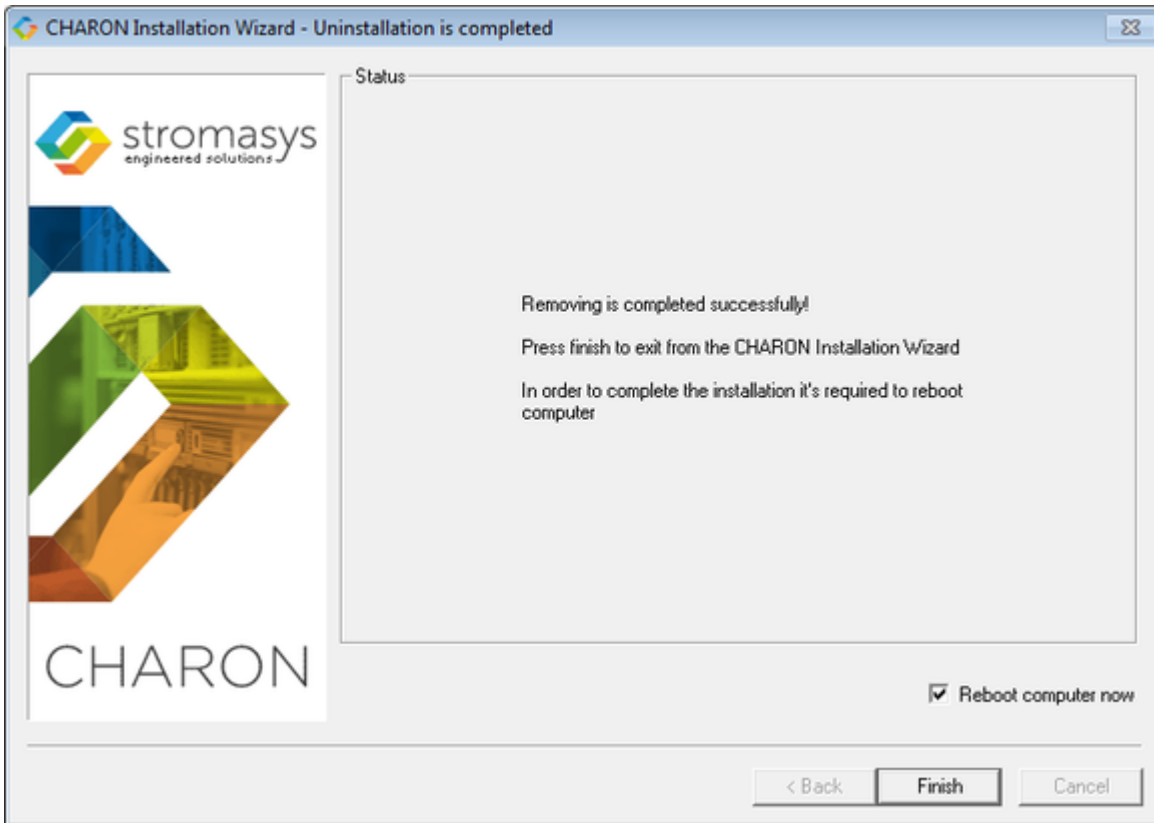 CHARON Installation Wizard - Uninstallation is completed
Status
stromasys
engineered solutions
Removing is completed successfully!
Press finish to exit from the CHARON Installation Wizard
In order to complete the installation it's required to reboot
computer
CHARON
Reboot computer now
< Back
Finish
Cancel